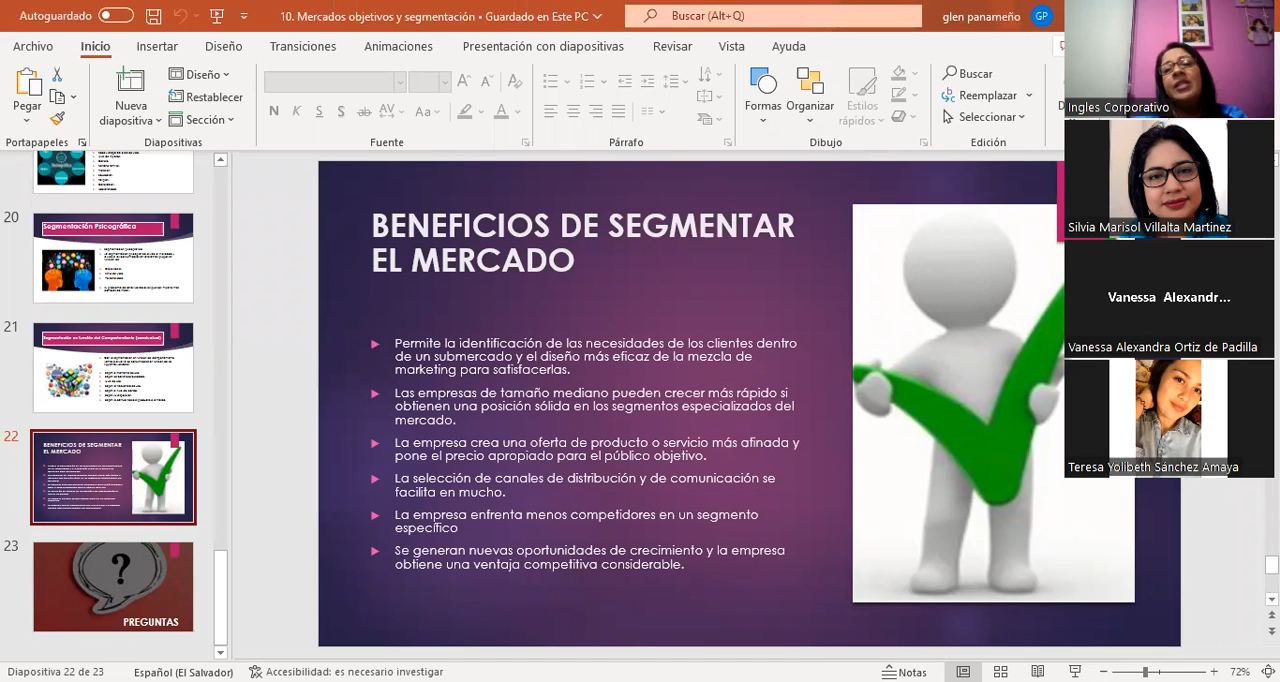 Autoguardado
10. Mercados objetivos y segmentación • Guardado en Este PC
Buscar (Alt+Q)
glen panameño
GP
Archivo
Inicio
Insertar
Diseño
Transiciones
Animaciones
Presentación con diapositivas
Revisar
Vista
Ayuda
Pegar
Nueva
diapositiva
Diseño
Restablecer
Sección
N K S S ab AV Aa A
Formas
Organizar
Estilos
rápidos
Buscar
Reemplazar
Seleccionar
Portapapeles
Diapositivas
Fuente
Párrafo
Dibujo
Edición
20
Segmentación Psicográfica
21
Segmentación en función del Comportamiento (conductual)
22
BENEFICIOS DE SEGMENTAR
EL MERCADO
23
?
PREGUNTAS
BENEFICIOS DE SEGMENTAR
EL MERCADO
Permite la identificación de las necesidades de los clientes dentro
de un submercado y el diseño más eficaz de la mezcla de
marketing para satisfacerlas.
Las empresas de tamaño mediano pueden crecer más rápido si
obtienen una posición sólida en los segmentos especializados del
mercado.
La empresa crea una oferta de producto o servicio más afinada y
pone el precio apropiado para el público objetivo.
La selección de canales de distribución y de comunicación se
facilita en mucho.
La empresa enfrenta menos competidores en un segmento
específico
Se generan nuevas oportunidades de crecimiento y la empresa
obtiene una ventaja competitiva considerable.
Ingles Corporativo
Silvia Marisol Villalta Martinez
Vanessa Alexandr...
Vanessa Alexandra Ortiz de Padilla
Teresa Yolibeth Sánchez Amaya
Diapositiva 22 de 23
Español (El Salvador)
Accesibilidad: es necesario investigar
Notas
72%